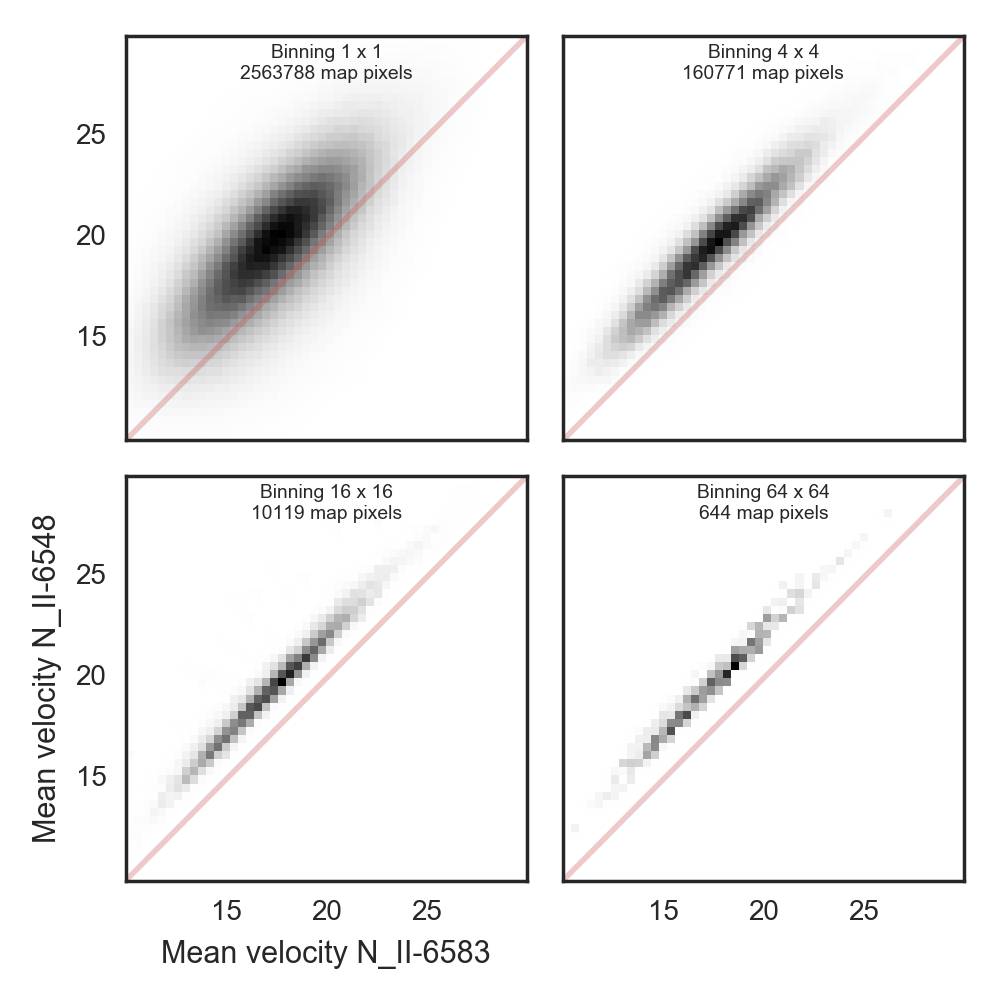 Binning 1 x 1
2563788 map pixels
Binning 4 x 4
160771 map pixels
25
20
15
Binning 16 x 16
10119 map pixels
Binning 64 x 64
644 map pixels
Mean velocity N_II-6548
25
20
15
15
20
25
15
20
25
Mean velocity N_II-6583